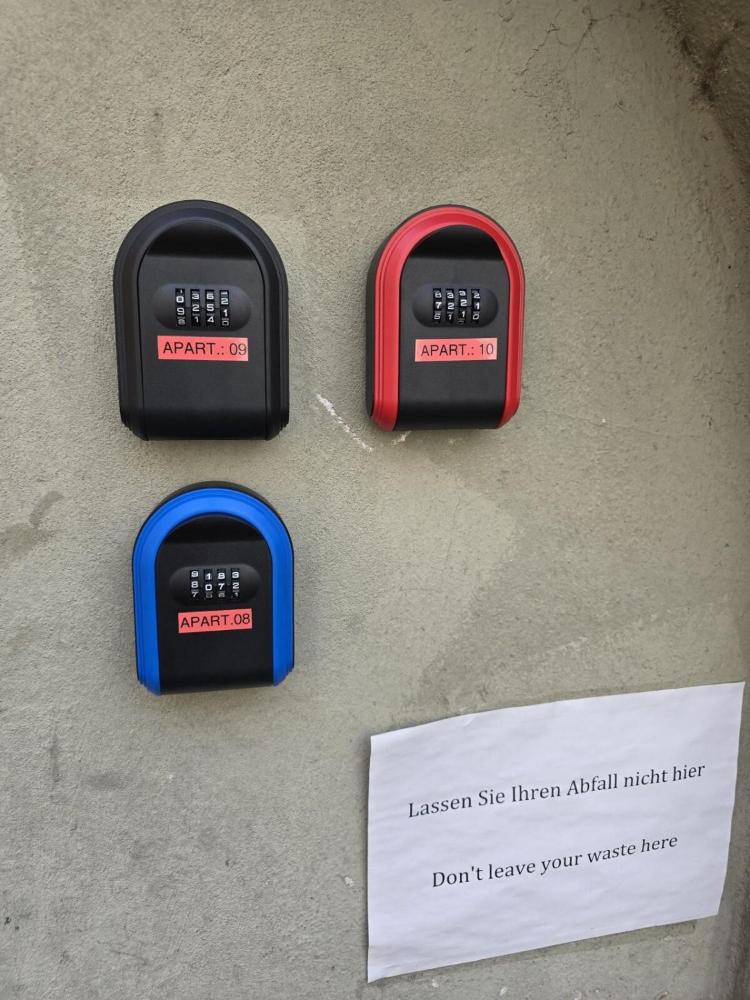 APART.: 09
APART.: 10
APART.08
Lassen Sie Ihren Abfall nicht hier
Don't leave your waste here